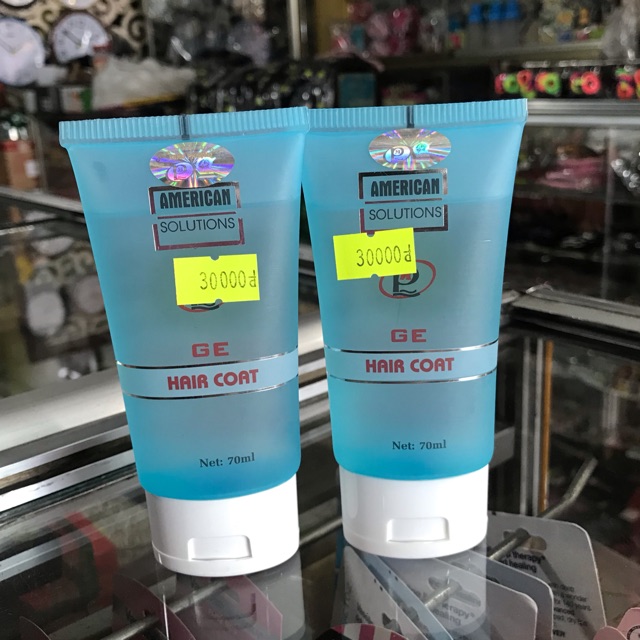 AMERICAN
SOLUTIONS
30000đ
GE
HAIR COAT
Net: 70ml
AMERICAN
SOLUTIONS
30000đ
GE
HAIR COAT
Net: 70ml